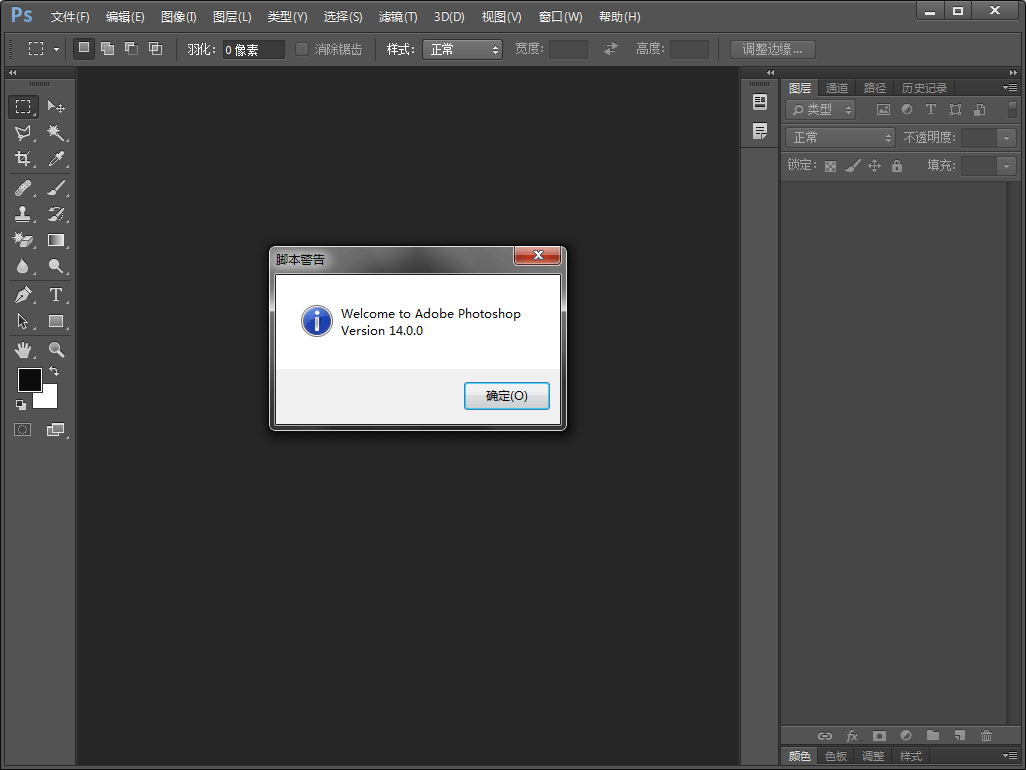 Ps 文件(F) 编辑(E) 图像(I) 图层(L) 类型(Y) 选择(S) 滤镜(T) 3D(D) 视图(V) 窗口(W) 帮助(H)
羽化: 0 像素 消除锯齿 样式: 正常 宽度: 高度: 调整边缘...
图层 通道 路径 历史记录
类型 T
正常 不透明度:
锁定: 填充:
脚本警告
Welcome to Adobe Photoshop
Version 14.0.0
确定(O)
T
fx
颜色 色板 调整 样式